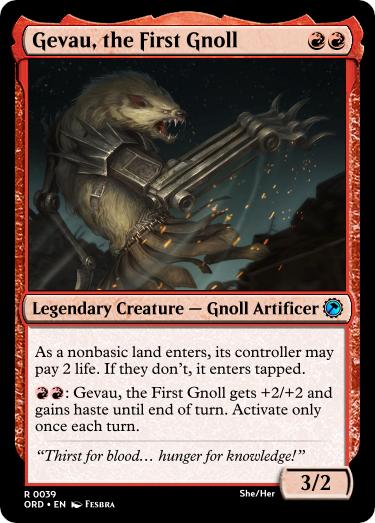 Gevau, the First Gnoll
Legendary Creature — Gnoll Artificer
As a nonbasic land enters, its controller may
pay 2 life. If they don't, it enters tapped.
: Gevau, the First Gnoll gets +2/+2 and
gains haste until end of turn. Activate only
once each turn.
“Thirst for blood… hunger for knowledge!”
3/2
R 0039
She/Her
ORD • EN Fesbra